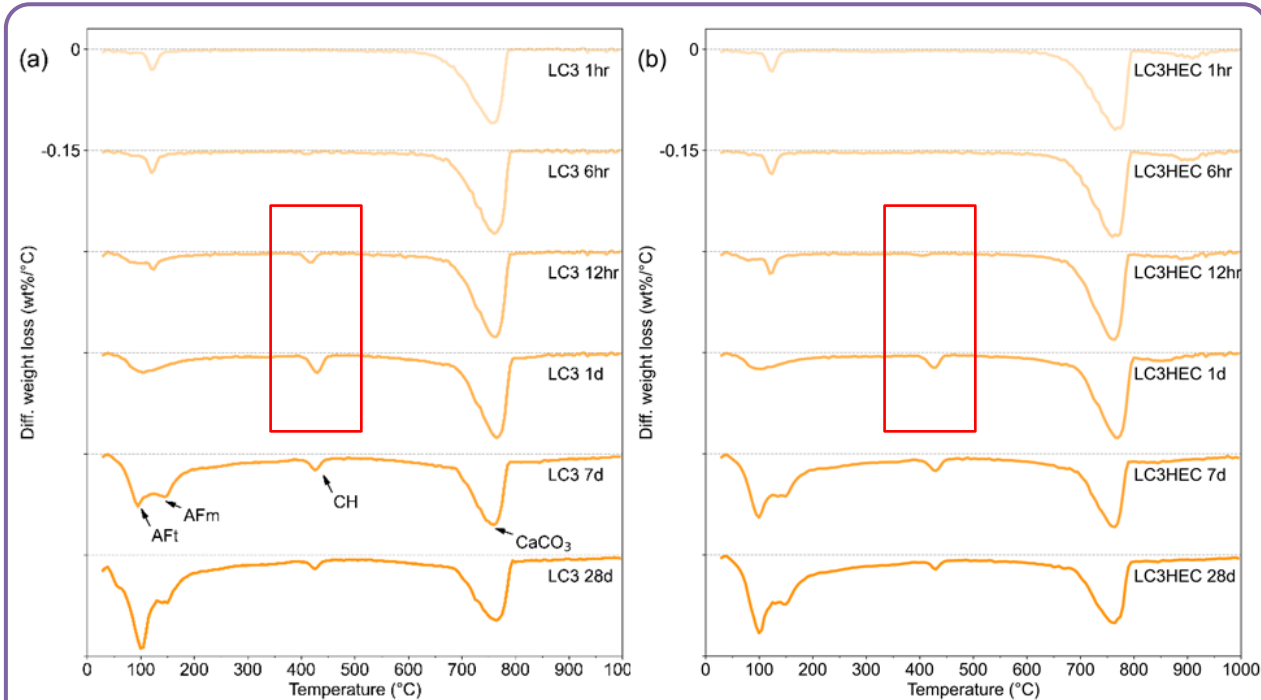 (a)
0
-0.15
Diff. weight loss (wt%/°C)
LC3 1hr
LC3 6hr
LC3 12hr
LC3 1d
LC3 7d
LC3 28d
AFt
AFm
CH
CaCO₃
0 100 200 300 400 500 600 700 800 900 1000
Temperature (°C)
(b)
0
-0.15
Diff. weight loss (wt%/°C)
LC3HEC 1hr
LC3HEC 6hr
LC3HEC 12hr
LC3HEC 1d
LC3HEC 7d
LC3HEC 28d
0 100 200 300 400 500 600 700 800 900 1000
Temperature (°C)